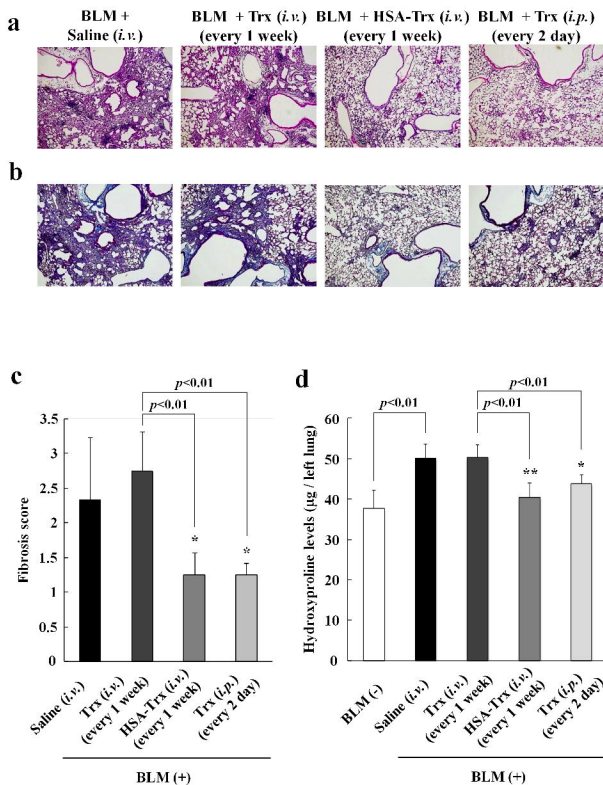 a
BLM + Saline (i.v.)
BLM + Trx (i.v.) (every 1 week)
BLM + HSA-Trx (i.v.) (every 1 week)
BLM + Trx (i.p.) (every 2 day)
b
c
p<0.01
p<0.01
Fibrosis score
3.5
3
2.5
2
1.5
1
0.5
0
*
*
Saline (i.v.)
Trx (i.v.) (every 1 week)
HSA-Trx (i.v.) (every 1 week)
Trx (i.p.) (every 2 day)
BLM (+)
d
p<0.01
p<0.01
p<0.01
Hydroxyproline levels (µg / left lung)
60
50
40
30
20
10
0
**
*
BLM (-)
Saline (i.v.)
Trx (i.v.) (every 1 week)
HSA-Trx (i.v.) (every 1 week)
Trx (i.p.) (every 2 day)
BLM (+)